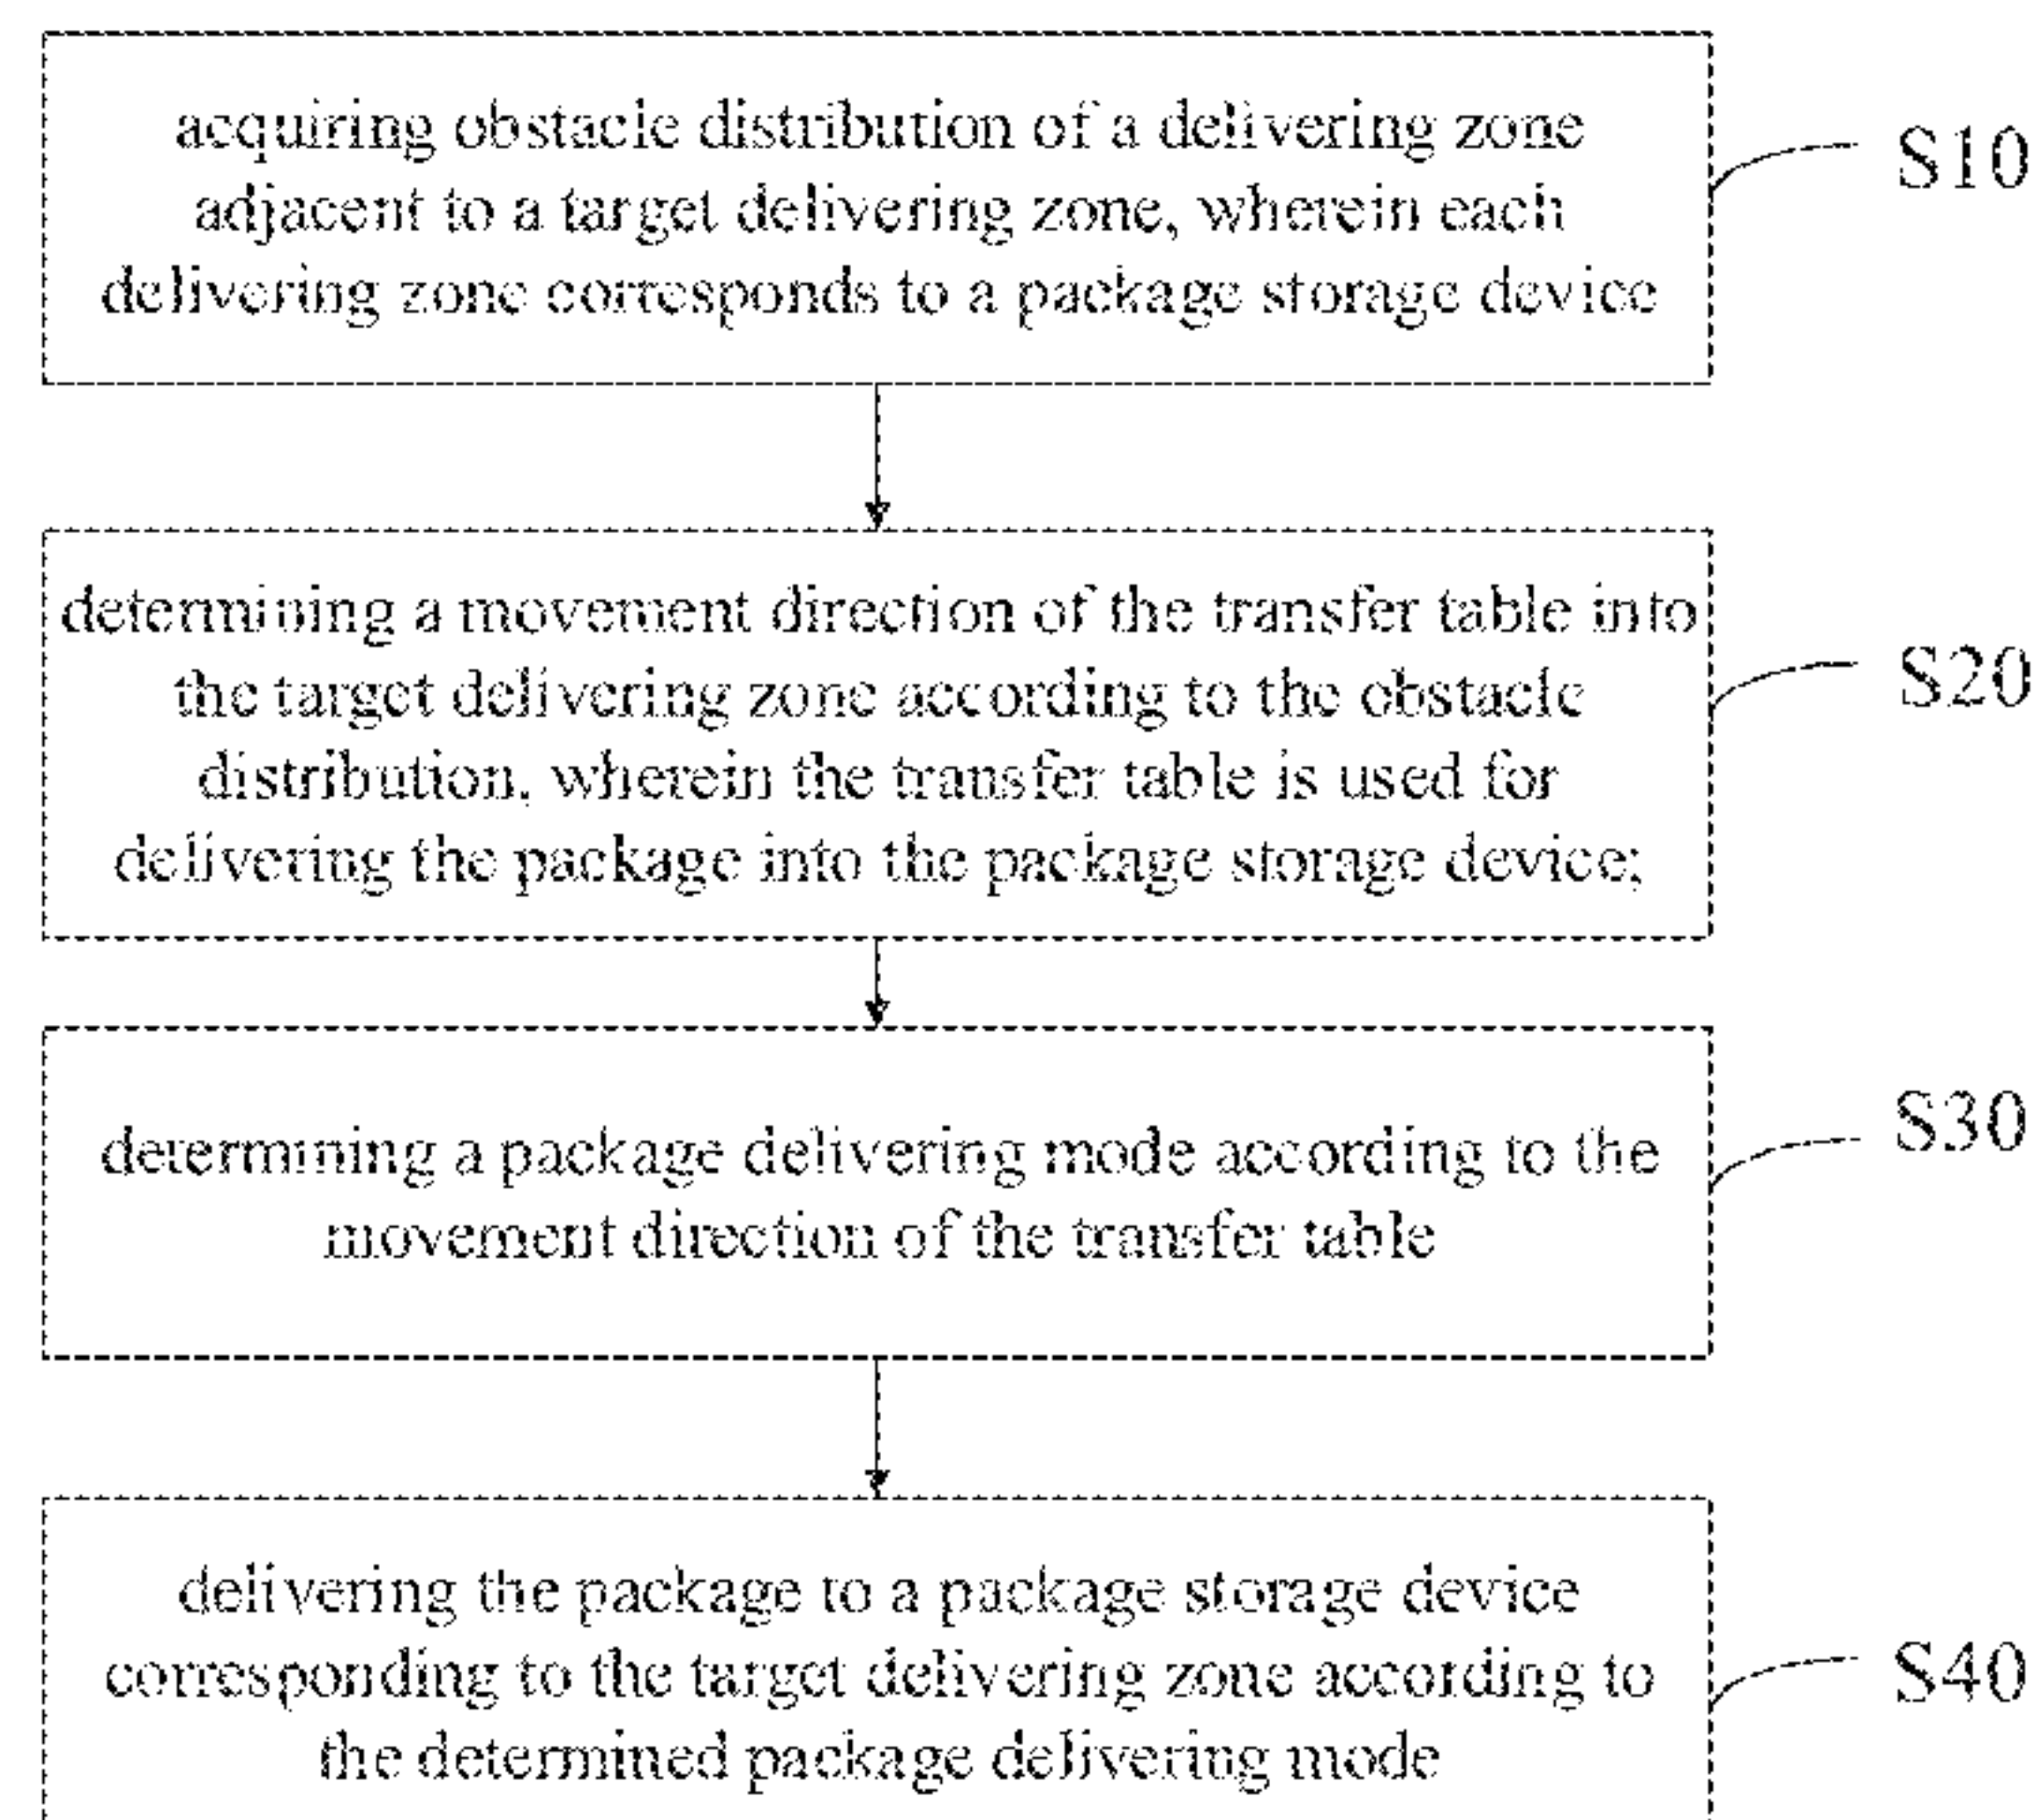 acquiring obstacle distribution of a delivering zone
adjacent to a target delivering zone, wherein each
delivering zone corresponds to a package storage device
S10
determining a movement direction of the transfer table into
the target delivering zone according to the obstacle
distribution, wherein the transfer table is used for
delivering the package into the package storage device;
S20
determining a package delivering mode according to the
movement direction of the transfer table
S30
delivering the package to a package storage device
corresponding to the target delivering zone according to
the determined package delivering mode
S40